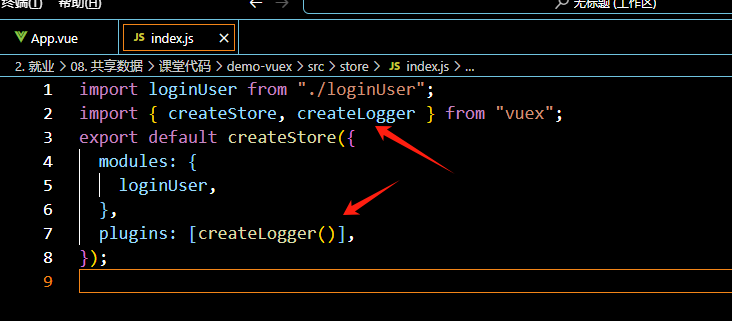 终端(T) 帮助(H)
无标题 (工作区)
App.vue
JS index.js
2. 就业 > 08. 共享数据 > 课堂代码 > demo-vuex > src > store > JS index.js > ...
1 import loginUser from "./loginUser";
2 import { createStore, createLogger } from "vuex";
3 export default createStore({
4 modules: {
5 loginUser,
6 },
7 plugins: [createLogger()],
8 });
9